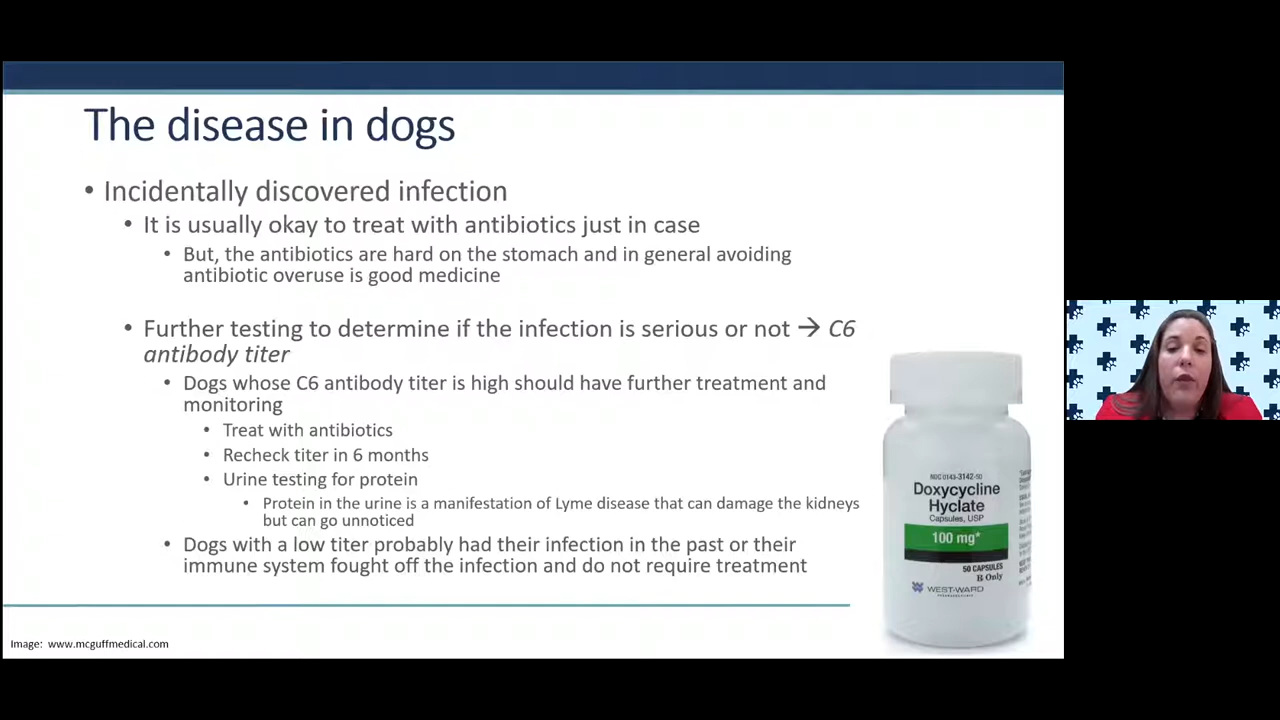 The disease in dogs
• Incidentally discovered infection
• It is usually okay to treat with antibiotics just in case
• But, the antibiotics are hard on the stomach and in general avoiding
antibiotic overuse is good medicine
• Further testing to determine if the infection is serious or not → C6
antibody titer
• Dogs whose C6 antibody titer is high should have further treatment and
monitoring
• Treat with antibiotics
• Recheck titer in 6 months
• Urine testing for protein
• Protein in the urine is a manifestation of Lyme disease that can damage the kidneys
but can go unnoticed
• Dogs with a low titer probably had their infection in the past or their
immune system fought off the infection and do not require treatment
NDC 0143-3142-50
Doxycycline
Hyclate
Capsules, USP
100 mg*
50 CAPSULES
℞ Only
WEST-WARD
PHARMACEUTICALS
Image: www.mcguffmedical.com